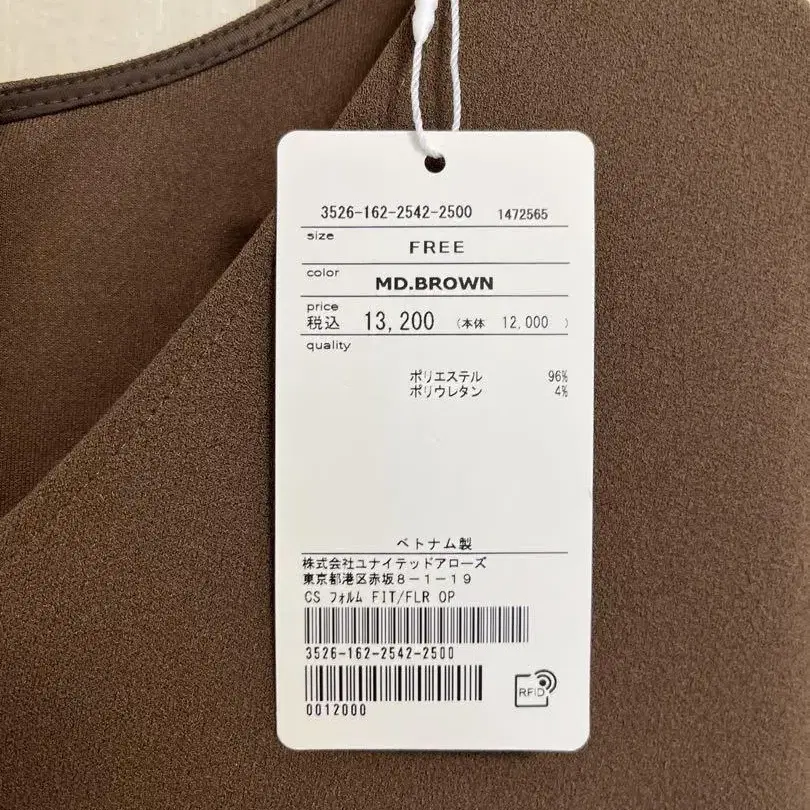 3526-162-2542-2500 1472565
size
FREE
color
MD.BROWN
price
税込 13,200 (本体 12,000 )
quality
ポリエステル 96%
ポリウレタン 4%
ベトナム製
株式会社ユナイテッドアローズ
東京都港区赤坂8-1-19
CS フォルム FIT/FLR OP
3526-162-2542-2500
0012000
RFID